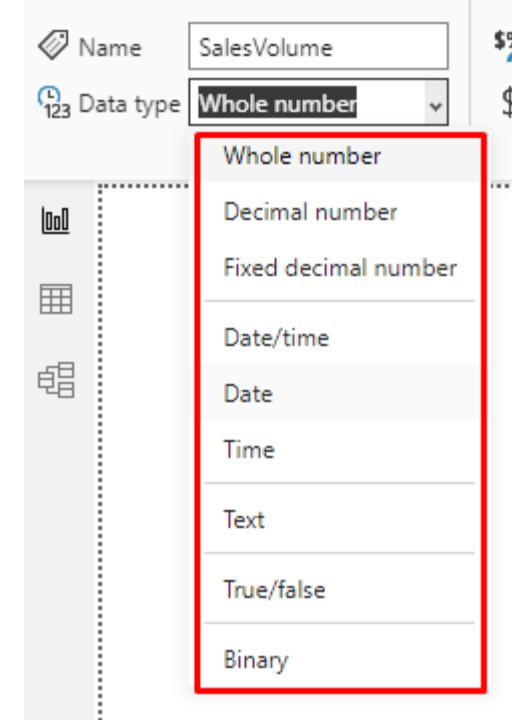 Name
SalesVolume
123 Data type
Whole number
Whole number
Decimal number
Fixed decimal number
Date/time
Date
Time
Text
True/false
Binary